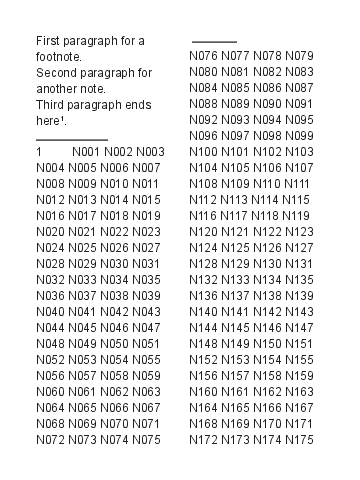 First paragraph for a
footnote.
Second paragraph for
another note.
Third paragraph ends
here¹.
1 N001 N002 N003
N004 N005 N006 N007
N008 N009 N010 N011
N012 N013 N014 N015
N016 N017 N018 N019
N020 N021 N022 N023
N024 N025 N026 N027
N028 N029 N030 N031
N032 N033 N034 N035
N036 N037 N038 N039
N040 N041 N042 N043
N044 N045 N046 N047
N048 N049 N050 N051
N052 N053 N054 N055
N056 N057 N058 N059
N060 N061 N062 N063
N064 N065 N066 N067
N068 N069 N070 N071
N072 N073 N074 N075
N076 N077 N078 N079
N080 N081 N082 N083
N084 N085 N086 N087
N088 N089 N090 N091
N092 N093 N094 N095
N096 N097 N098 N099
N100 N101 N102 N103
N104 N105 N106 N107
N108 N109 N110 N111
N112 N113 N114 N115
N116 N117 N118 N119
N120 N121 N122 N123
N124 N125 N126 N127
N128 N129 N130 N131
N132 N133 N134 N135
N136 N137 N138 N139
N140 N141 N142 N143
N144 N145 N146 N147
N148 N149 N150 N151
N152 N153 N154 N155
N156 N157 N158 N159
N160 N161 N162 N163
N164 N165 N166 N167
N168 N169 N170 N171
N172 N173 N174 N175